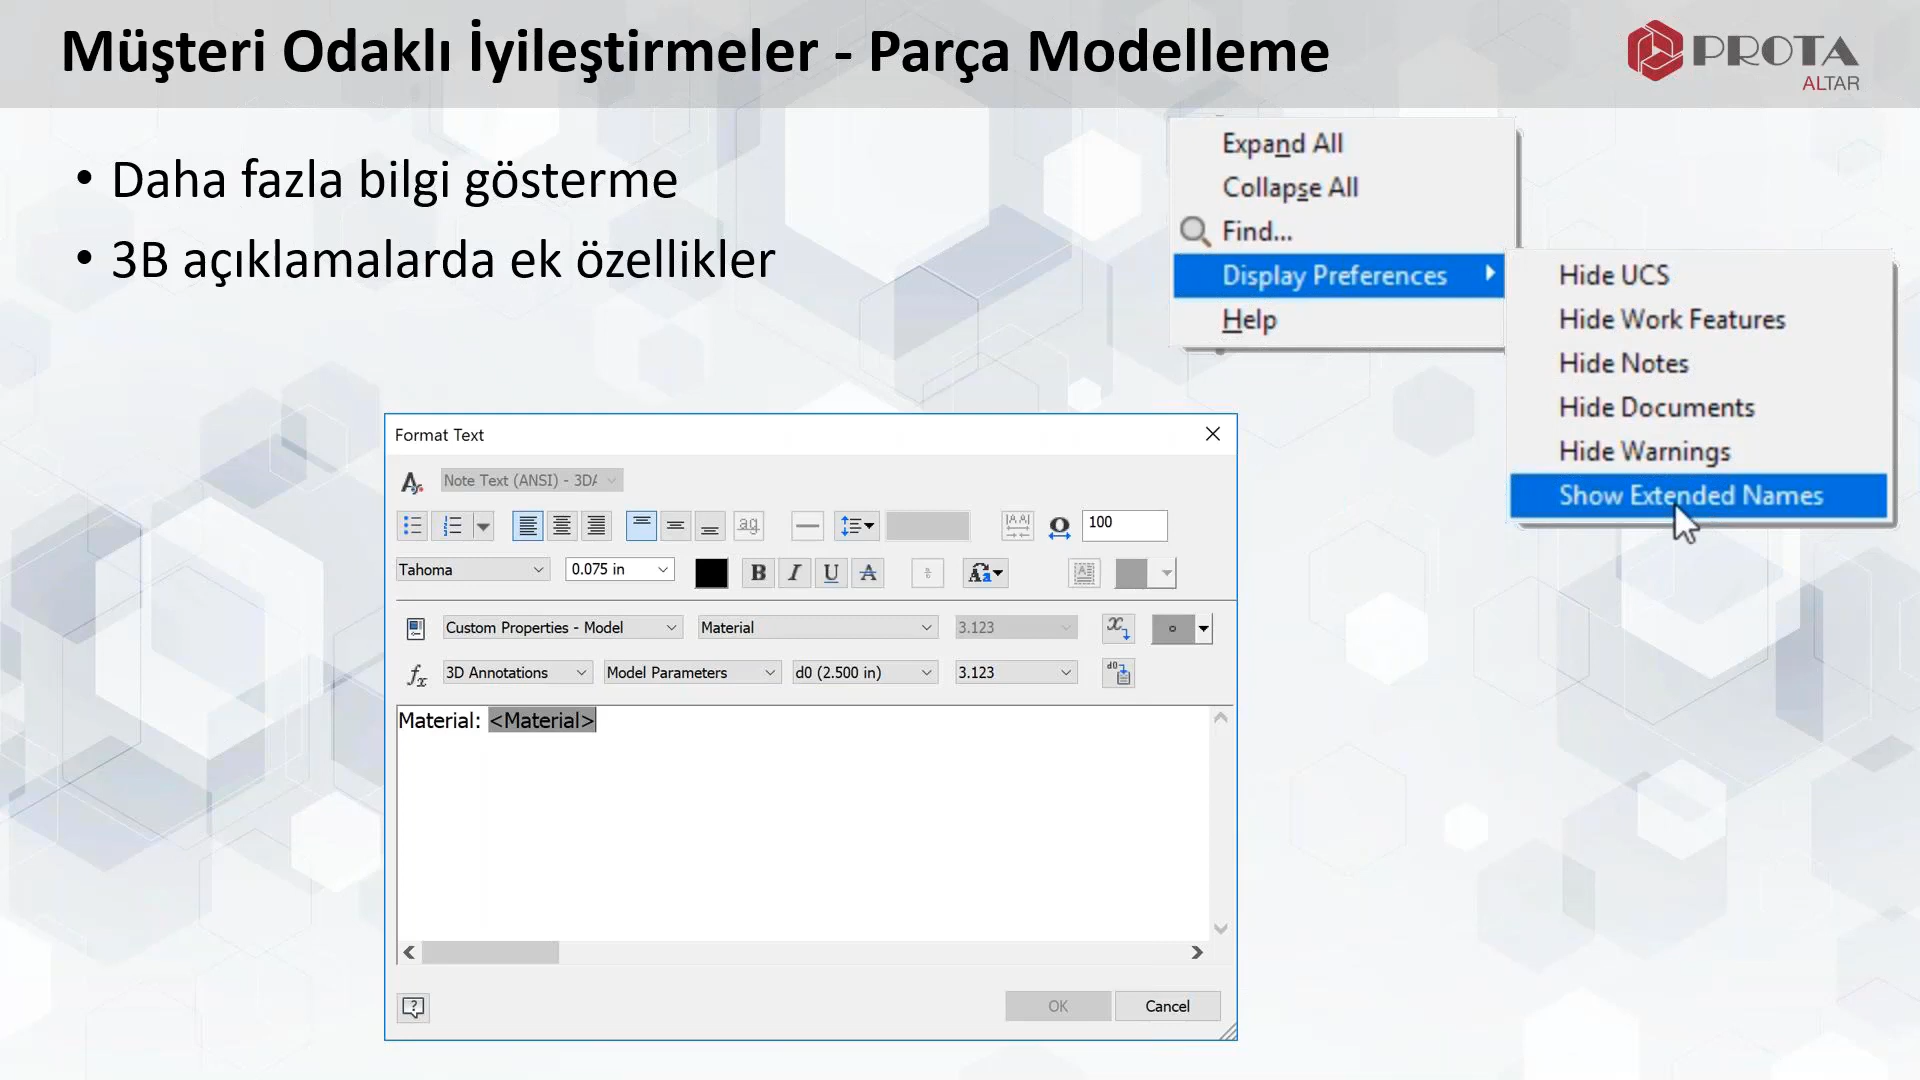 Müşteri Odaklı İyileştirmeler - Parça Modelleme
PROTA
ALTAR
• Daha fazla bilgi gösterme
• 3B açıklamalarda ek özellikler
Expand All
Collapse All
Find...
Display Preferences
Help
Hide UCS
Hide Work Features
Hide Notes
Hide Documents
Hide Warnings
Show Extended Names
Format Text
Note Text (ANSI) - 3DA
100
Tahoma 0.075 in B I U A
Custom Properties - Model Material 3.123
3D Annotations Model Parameters d0 (2.500 in) 3.123
Material: <Material>
OK Cancel